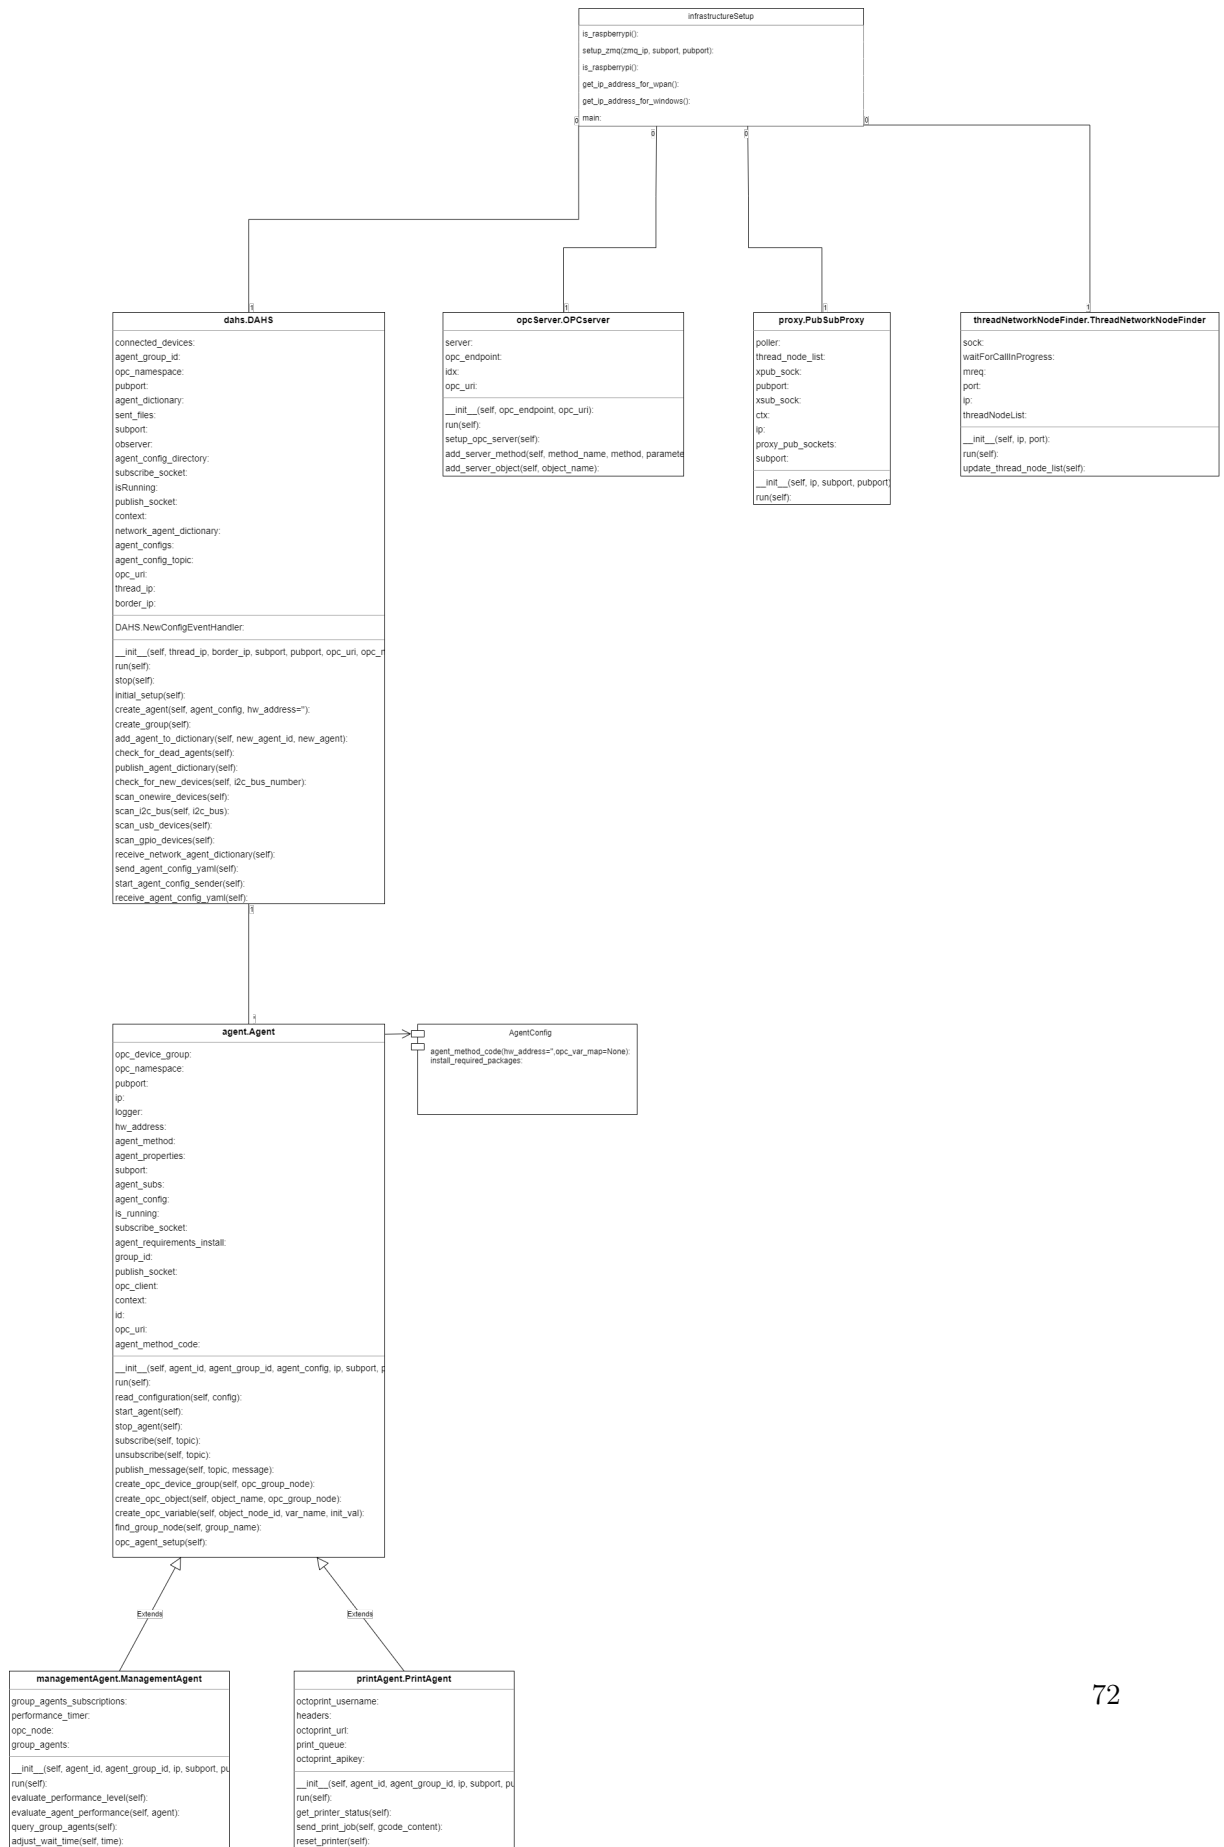 infrastructureSetup
is_raspberrypi():
setup_zmq(zmq_ip, subport, pubport):
is_raspberrypi():
get_ip_address_for_wpan():
get_ip_address_for_windows():
main:
0
0
0
0
1
1
1
1
dahs.DAHS
connected_devices:
agent_group_id:
opc_namespace:
pubport:
agent_dictionary:
sent_files:
subport:
observer:
agent_config_directory:
subscribe_socket:
isRunning:
publish_socket:
context:
network_agent_dictionary:
agent_configs:
agent_config_topic:
opc_uri:
thread_ip:
border_ip:
DAHS.NewConfigEventHandler:
__init__(self, thread_ip, border_ip, subport, pubport, opc_uri, opc_n
run(self):
stop(self):
initial_setup(self):
create_agent(self, agent_config, hw_address=''):
create_group(self):
add_agent_to_dictionary(self, new_agent_id, new_agent):
check_for_dead_agents(self):
publish_agent_dictionary(self):
check_for_new_devices(self, i2c_bus_number):
scan_onewire_devices(self):
scan_i2c_bus(self, i2c_bus):
scan_usb_devices(self):
scan_gpio_devices(self):
receive_network_agent_dictionary(self):
send_agent_config_yaml(self):
start_agent_config_sender(self):
receive_agent_config_yaml(self):
opcServer.OPCserver
server:
opc_endpoint:
idx:
opc_uri:
__init__(self, opc_endpoint, opc_uri):
run(self):
setup_opc_server(self):
add_server_method(self, method_name, method, paramete
add_server_object(self, object_name):
proxy.PubSubProxy
poller:
thread_node_list:
xpub_sock:
pubport:
xsub_sock:
ctx:
ip:
proxy_pub_sockets:
subport:
__init__(self, ip, subport, pubport)
run(self):
threadNetworkNodeFinder.ThreadNetworkNodeFinder
sock:
waitForCallInProgress:
mreq:
port:
ip:
threadNodeList:
__init__(self, ip, port):
run(self):
update_thread_node_list(self):
1
*
agent.Agent
opc_device_group:
opc_namespace:
pubport:
ip:
logger:
hw_address:
agent_method:
agent_properties:
subport:
agent_subs:
agent_config:
is_running:
subscribe_socket:
agent_requirements_install:
group_id:
publish_socket:
opc_client:
context:
id:
opc_uri:
agent_method_code:
__init__(self, agent_id, agent_group_id, agent_config, ip, subport, p
run(self):
read_configuration(self, config):
start_agent(self):
stop_agent(self):
subscribe(self, topic):
unsubscribe(self, topic):
publish_message(self, topic, message):
create_opc_device_group(self, opc_group_node):
create_opc_object(self, object_name, opc_group_node):
create_opc_variable(self, object_node_id, var_name, init_val):
find_group_node(self, group_name):
opc_agent_setup(self):
AgentConfig
agent_method_code(hw_address='',opc_var_map=None):
install_required_packages:
Extends
Extends
managementAgent.ManagementAgent
group_agents_subscriptions:
performance_timer:
opc_node:
group_agents:
__init__(self, agent_id, agent_group_id, ip, subport, pu
run(self):
evaluate_performance_level(self):
evaluate_agent_performance(self, agent):
query_group_agents(self):
adjust_wait_time(self, time):
printAgent.PrintAgent
octoprint_username:
headers:
octoprint_url:
print_queue:
octoprint_apikey:
__init__(self, agent_id, agent_group_id, ip, subport, pu
run(self):
get_printer_status(self):
send_print_job(self, gcode_content):
reset_printer(self):
72